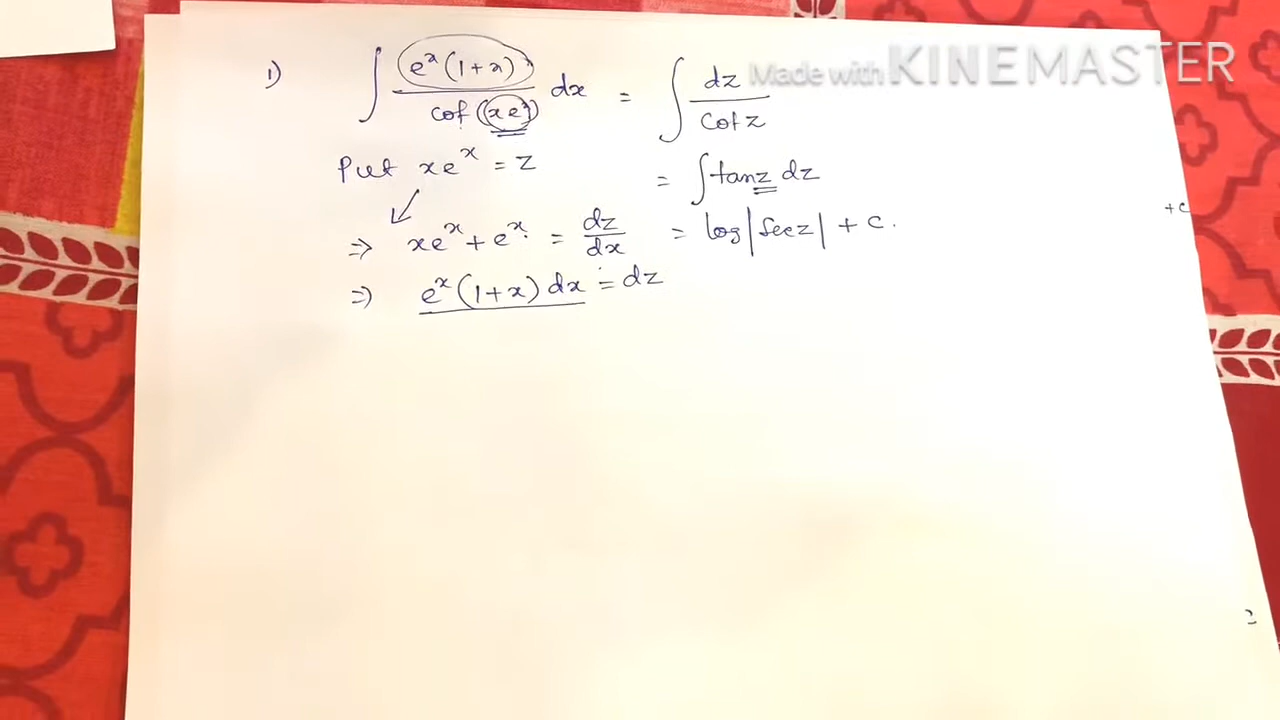 1) ∫ e^x(1+x) / cot(xe^x) dx = ∫ dz / cot z
Made with KINEMASTER
Put xe^x = z
= ∫ tan z dz
⇒ xe^x + e^x = dz/dx
= log|sec z| + c.
+c
⇒ e^x(1+x) dx = dz